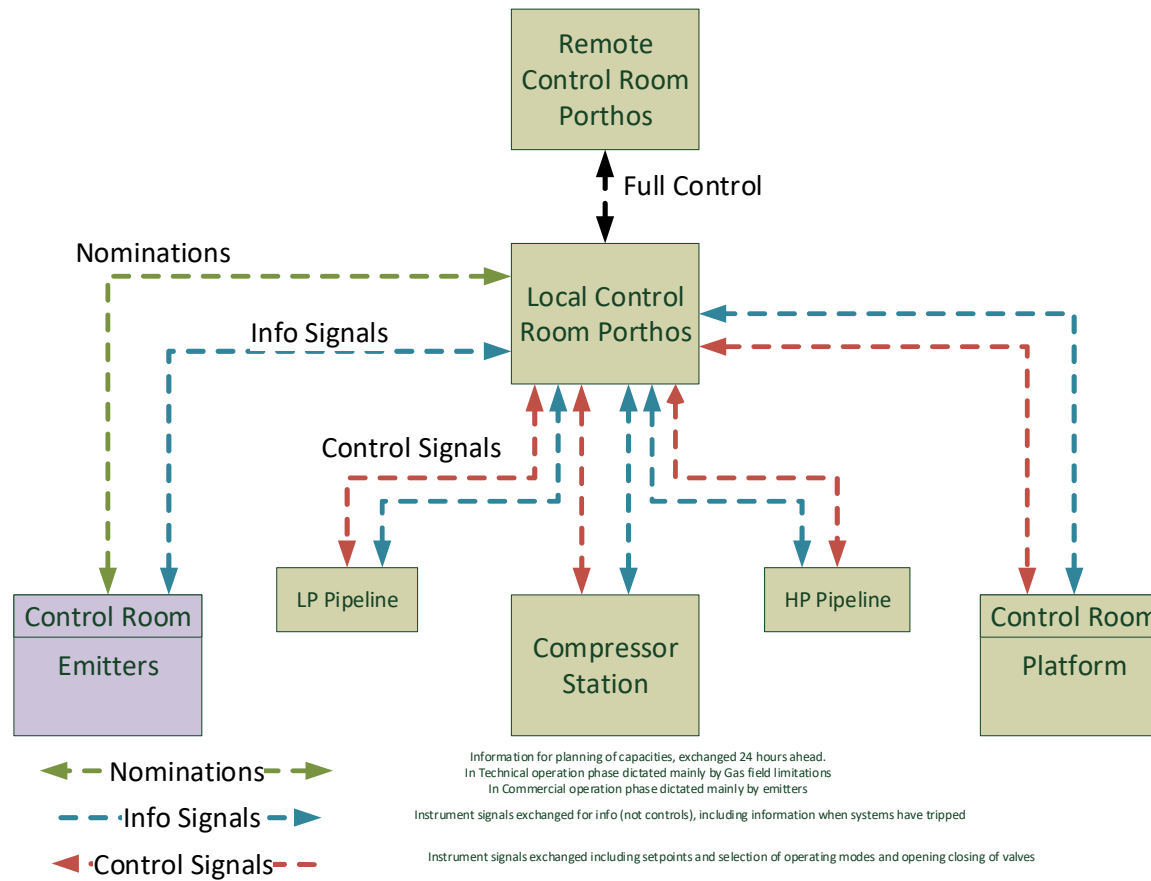 Remote
Control Room
Porthos
Full Control
Nominations
Local Control
Room Porthos
Info Signals
Control Signals
LP Pipeline
HP Pipeline
Control Room
Emitters
Compressor
Station
Control Room
Platform
Nominations
Information for planning of capacities, exchanged 24 hours ahead.
In Technical operation phase dictated mainly by Gas field limitations
In Commercial operation phase dictated mainly by emitters
Info Signals
Instrument signals exchanged for info (not controls), including information when systems have tripped
Control Signals
Instrument signals exchanged including setpoints and selection of operating modes and opening closing of valves